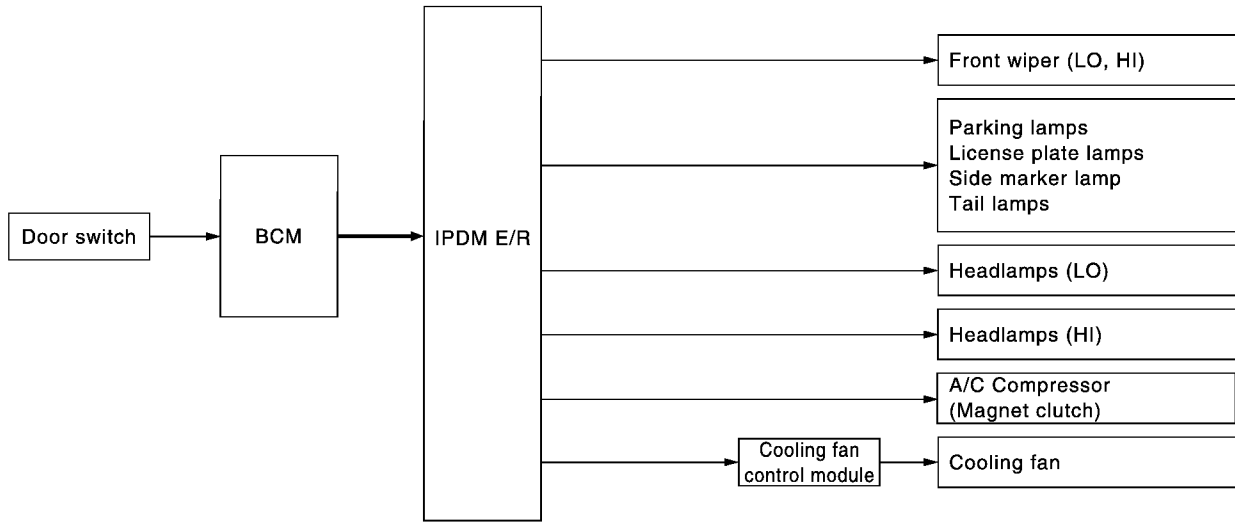 Door switch
BCM
IPDM E/R
Front wiper (LO, HI)
Parking lamps
License plate lamps
Side marker lamp
Tail lamps
Headlamps (LO)
Headlamps (HI)
A/C Compressor
(Magnet clutch)
Cooling fan
control module
Cooling fan